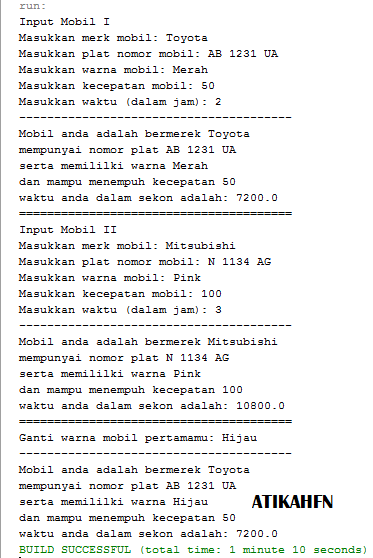 run:
Input Mobil I
Masukkan merk mobil: Toyota
Masukkan plat nomor mobil: AB 1231 UA
Masukkan warna mobil: Merah
Masukkan kecepatan mobil: 50
Masukkan waktu (dalam jam): 2
---------------------------------------
Mobil anda adalah bermerek Toyota
mempunyai nomor plat AB 1231 UA
serta memililki warna Merah
dan mampu menempuh kecepatan 50
waktu anda dalam sekon adalah: 7200.0
=======================================
Input Mobil II
Masukkan merk mobil: Mitsubishi
Masukkan plat nomor mobil: N 1134 AG
Masukkan warna mobil: Pink
Masukkan kecepatan mobil: 100
Masukkan waktu (dalam jam): 3
---------------------------------------
Mobil anda adalah bermerek Mitsubishi
mempunyai nomor plat N 1134 AG
serta memililki warna Pink
dan mampu menempuh kecepatan 100
waktu anda dalam sekon adalah: 10800.0
=======================================
Ganti warna mobil pertamamu: Hijau
---------------------------------------
Mobil anda adalah bermerek Toyota
mempunyai nomor plat AB 1231 UA
serta memililki warna Hijau
ATIKAHFN
dan mampu menempuh kecepatan 50
waktu anda dalam sekon adalah: 7200.0
BUILD SUCCESSFUL (total time: 1 minute 10 seconds)